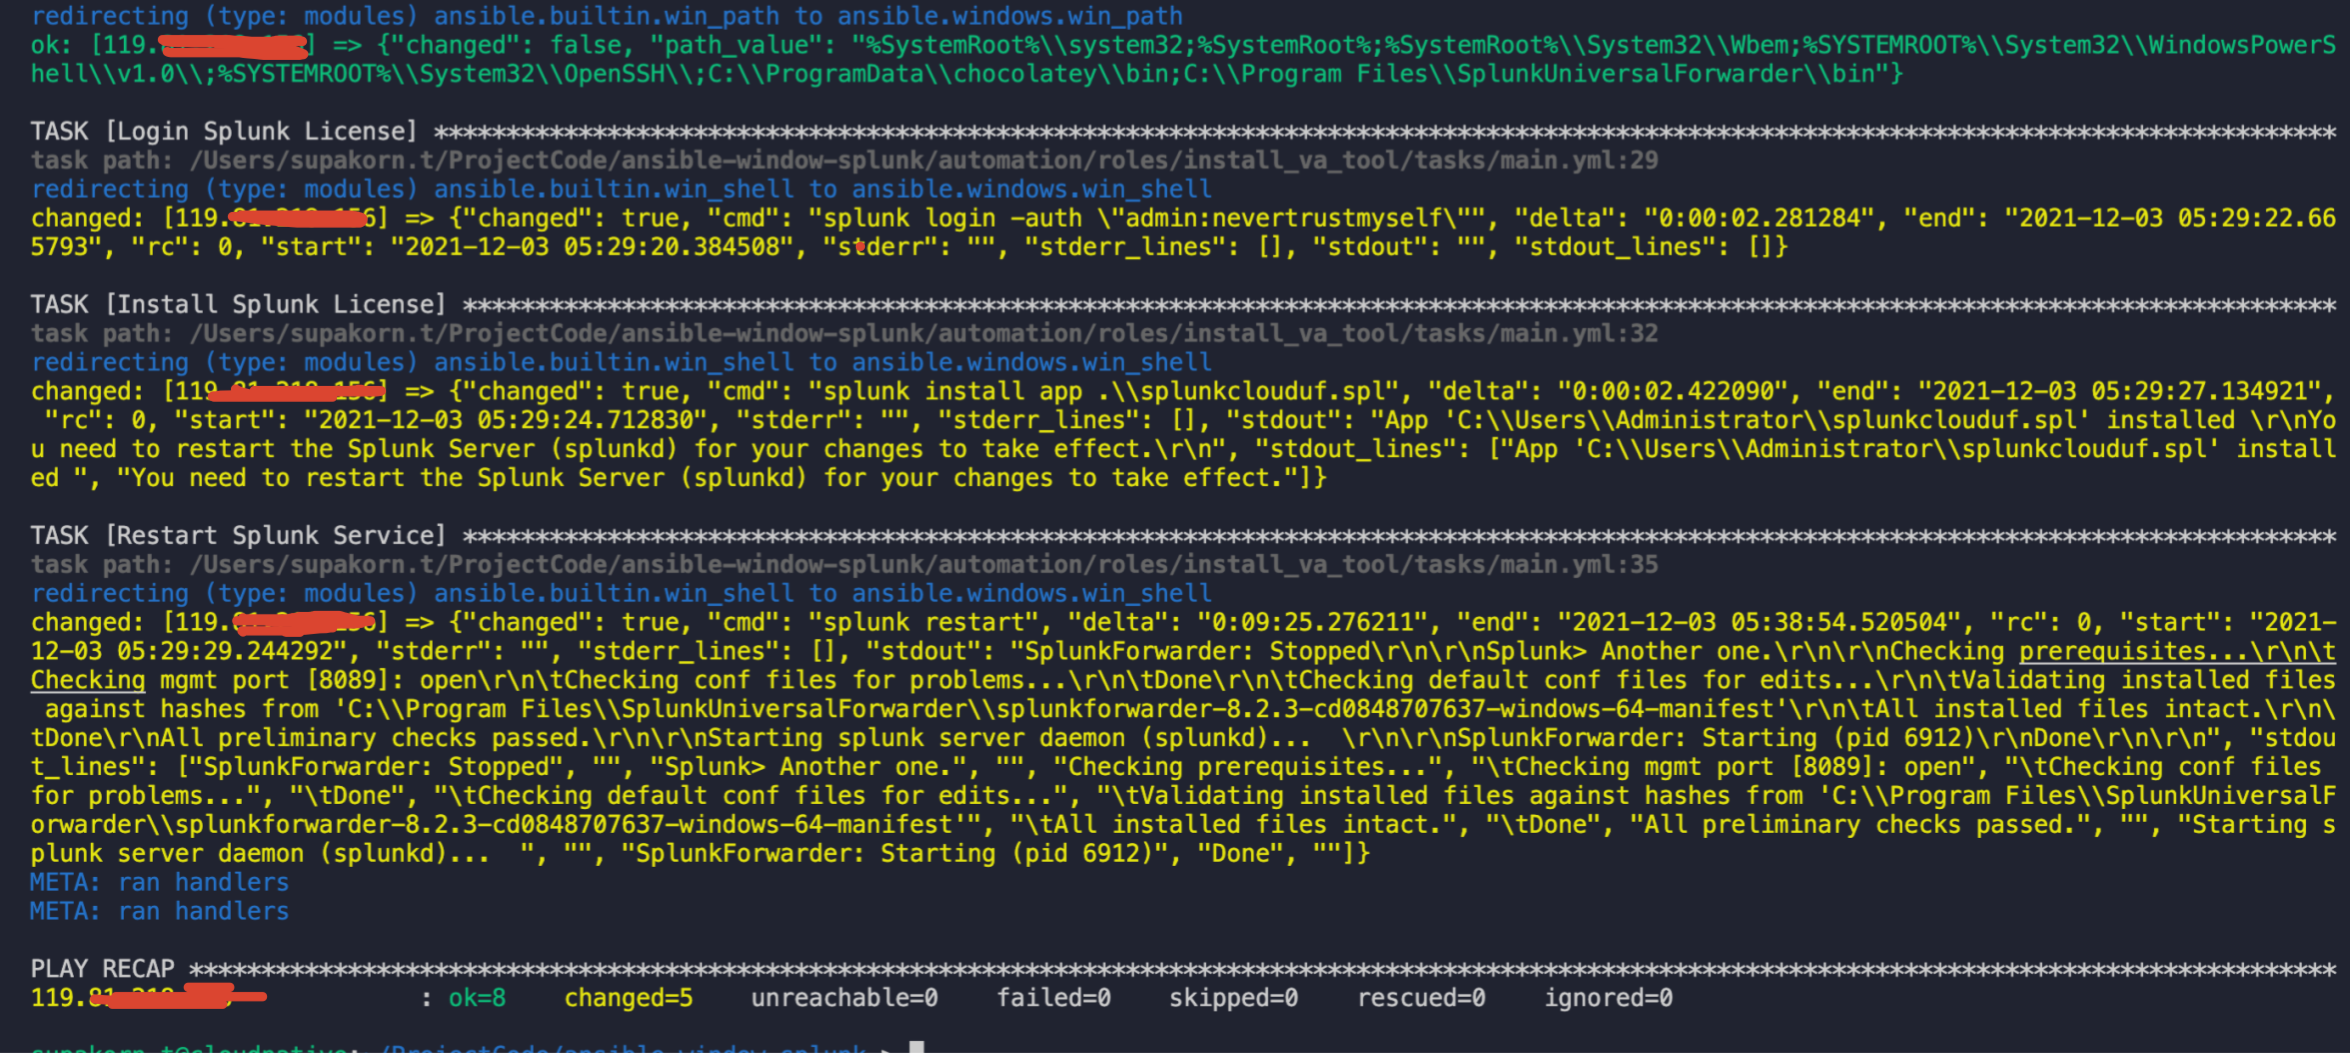 redirecting (type: modules) ansible.builtin.win_path to ansible.windows.win_path
ok: [119. ] => {"changed": false, "path_value": "%SystemRoot%\\system32;%SystemRoot%;%SystemRoot%\\System32\\Wbem;%SYSTEMROOT%\\System32\\WindowsPowerS
hell\\v1.0\\;%SYSTEMROOT%\\System32\\OpenSSH\\;C:\\ProgramData\\chocolatey\\bin;C:\\Program Files\\SplunkUniversalForwarder\\bin"}
TASK [Login Splunk License] ************************************************************************************************************************************
task path: /Users/supakorn.t/ProjectCode/ansible-window-splunk/automation/roles/install_va_tool/tasks/main.yml:29
redirecting (type: modules) ansible.builtin.win_shell to ansible.windows.win_shell
changed: [119. ] => {"changed": true, "cmd": "splunk login -auth \"admin:nevertrustmyself\"", "delta": "0:00:02.281284", "end": "2021-12-03 05:29:22.66
5793", "rc": 0, "start": "2021-12-03 05:29:20.384508", "stderr": "", "stderr_lines": [], "stdout": "", "stdout_lines": []}
TASK [Install Splunk License] **********************************************************************************************************************************
task path: /Users/supakorn.t/ProjectCode/ansible-window-splunk/automation/roles/install_va_tool/tasks/main.yml:32
redirecting (type: modules) ansible.builtin.win_shell to ansible.windows.win_shell
changed: [119 ] => {"changed": true, "cmd": "splunk install app .\\splunkclouduf.spl", "delta": "0:00:02.422090", "end": "2021-12-03 05:29:27.134921",
"rc": 0, "start": "2021-12-03 05:29:24.712830", "stderr": "", "stderr_lines": [], "stdout": "App 'C:\\Users\\Administrator\\splunkclouduf.spl' installed \r\nYo
u need to restart the Splunk Server (splunkd) for your changes to take effect.\r\n", "stdout_lines": ["App 'C:\\Users\\Administrator\\splunkclouduf.spl' install
ed ", "You need to restart the Splunk Server (splunkd) for your changes to take effect."]}
TASK [Restart Splunk Service] **********************************************************************************************************************************
task path: /Users/supakorn.t/ProjectCode/ansible-window-splunk/automation/roles/install_va_tool/tasks/main.yml:35
redirecting (type: modules) ansible.builtin.win_shell to ansible.windows.win_shell
changed: [119. ] => {"changed": true, "cmd": "splunk restart", "delta": "0:09:25.276211", "end": "2021-12-03 05:38:54.520504", "rc": 0, "start": "2021-
12-03 05:29:29.244292", "stderr": "", "stderr_lines": [], "stdout": "SplunkForwarder: Stopped\r\n\r\nSplunk> Another one.\r\n\r\nChecking prerequisites...\r\n\t
Checking mgmt port [8089]: open\r\n\tChecking conf files for problems...\r\n\tDone\r\n\tChecking default conf files for edits...\r\n\tValidating installed files
against hashes from 'C:\\Program Files\\SplunkUniversalForwarder\\splunkforwarder-8.2.3-cd0848707637-windows-64-manifest'\r\n\tAll installed files intact.\r\n\
tDone\r\nAll preliminary checks passed.\r\n\r\nStarting splunk server daemon (splunkd)...  \r\n\r\nSplunkForwarder: Starting (pid 6912)\r\nDone\r\n\r\n", "stdou
t_lines": ["SplunkForwarder: Stopped", "", "Splunk> Another one.", "", "Checking prerequisites...", "\tChecking mgmt port [8089]: open", "\tChecking conf files
for problems...", "\tDone", "\tChecking default conf files for edits...", "\tValidating installed files against hashes from 'C:\\Program Files\\SplunkUniversalF
orwarder\\splunkforwarder-8.2.3-cd0848707637-windows-64-manifest'", "\tAll installed files intact.", "\tDone", "All preliminary checks passed.", "", "Starting s
plunk server daemon (splunkd)...  ", "", "SplunkForwarder: Starting (pid 6912)", "Done", ""]}
META: ran handlers
META: ran handlers
PLAY RECAP *****************************************************************************************************************************************************
119. : ok=8 changed=5 unreachable=0 failed=0 skipped=0 rescued=0 ignored=0